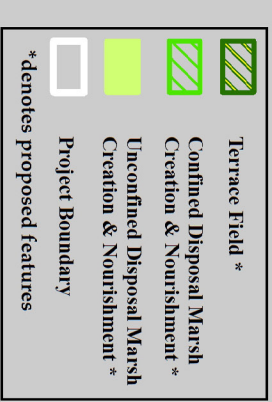 Terrace Field *
Confined Disposal Marsh
Creation & Nourishment *
Unconfined Disposal Marsh
Creation & Nourishment *
Project Boundary
*denotes proposed features